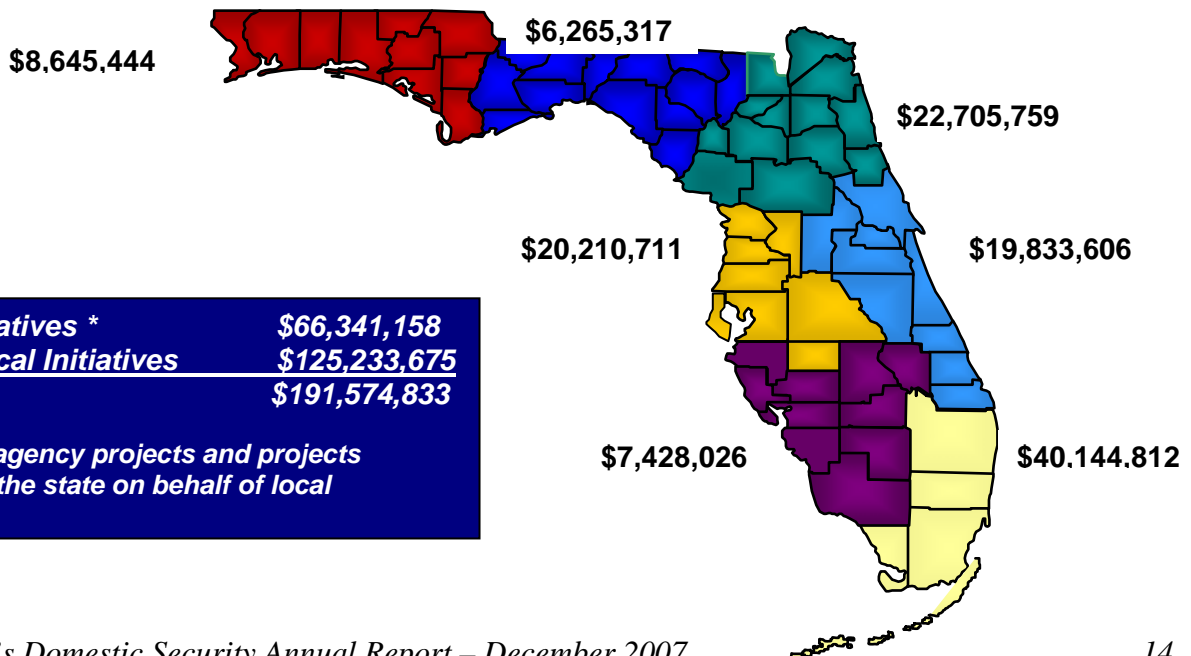 $6,265,317
$8,645,444
$22,705,759
$20,210,711
$19,833,606
atives * $66,341,158
cal Initiatives $125,233,675
$191,574,833
agency projects and projects
the state on behalf of local
$7,428,026
$40,144,812
's Domestic Security Annual Report – December 2007 14